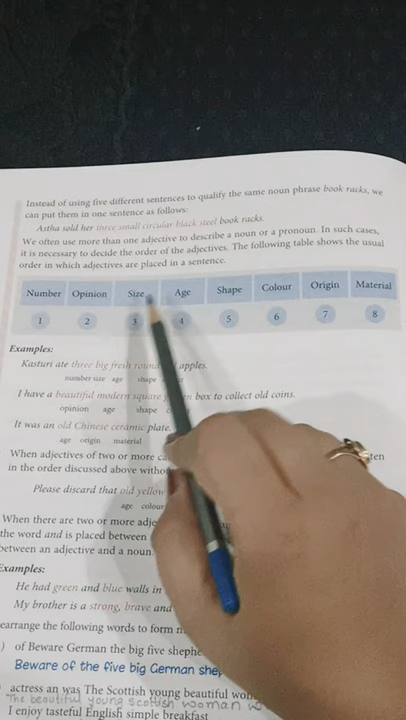 Instead of using five different sentences to qualify the same noun phrase book racks, we
can put them in one sentence as follows:
Astha sold her three small circular black steel book racks.
We often use more than one adjective to describe a noun or a pronoun. In such cases,
it is necessary to decide the order of the adjectives. The following table shows the usual
order in which adjectives are placed in a sentence.
Number Opinion Size Age Shape Colour Origin Material
1 2 3 4 5 6 7 8
Examples:
Kasturi ate three big fresh round apples.
number size age shape
I have a beautiful modern square box to collect old coins.
opinion age shape
It was an old Chinese ceramic plate.
age origin material
When adjectives of two or more
in the order discussed above
Please discard that old yellow
age colour
When there are two or more
the word and is placed between
between an adjective and a noun.
Examples:
He had green and blue walls in
My brother is a strong, brave and
earrange the following words to form
) of Beware German the big five
Beware of the five big German
actress an was The Scottish young beautiful
The beautiful young scottish woman
I enjoy tasteful English simple breakfast